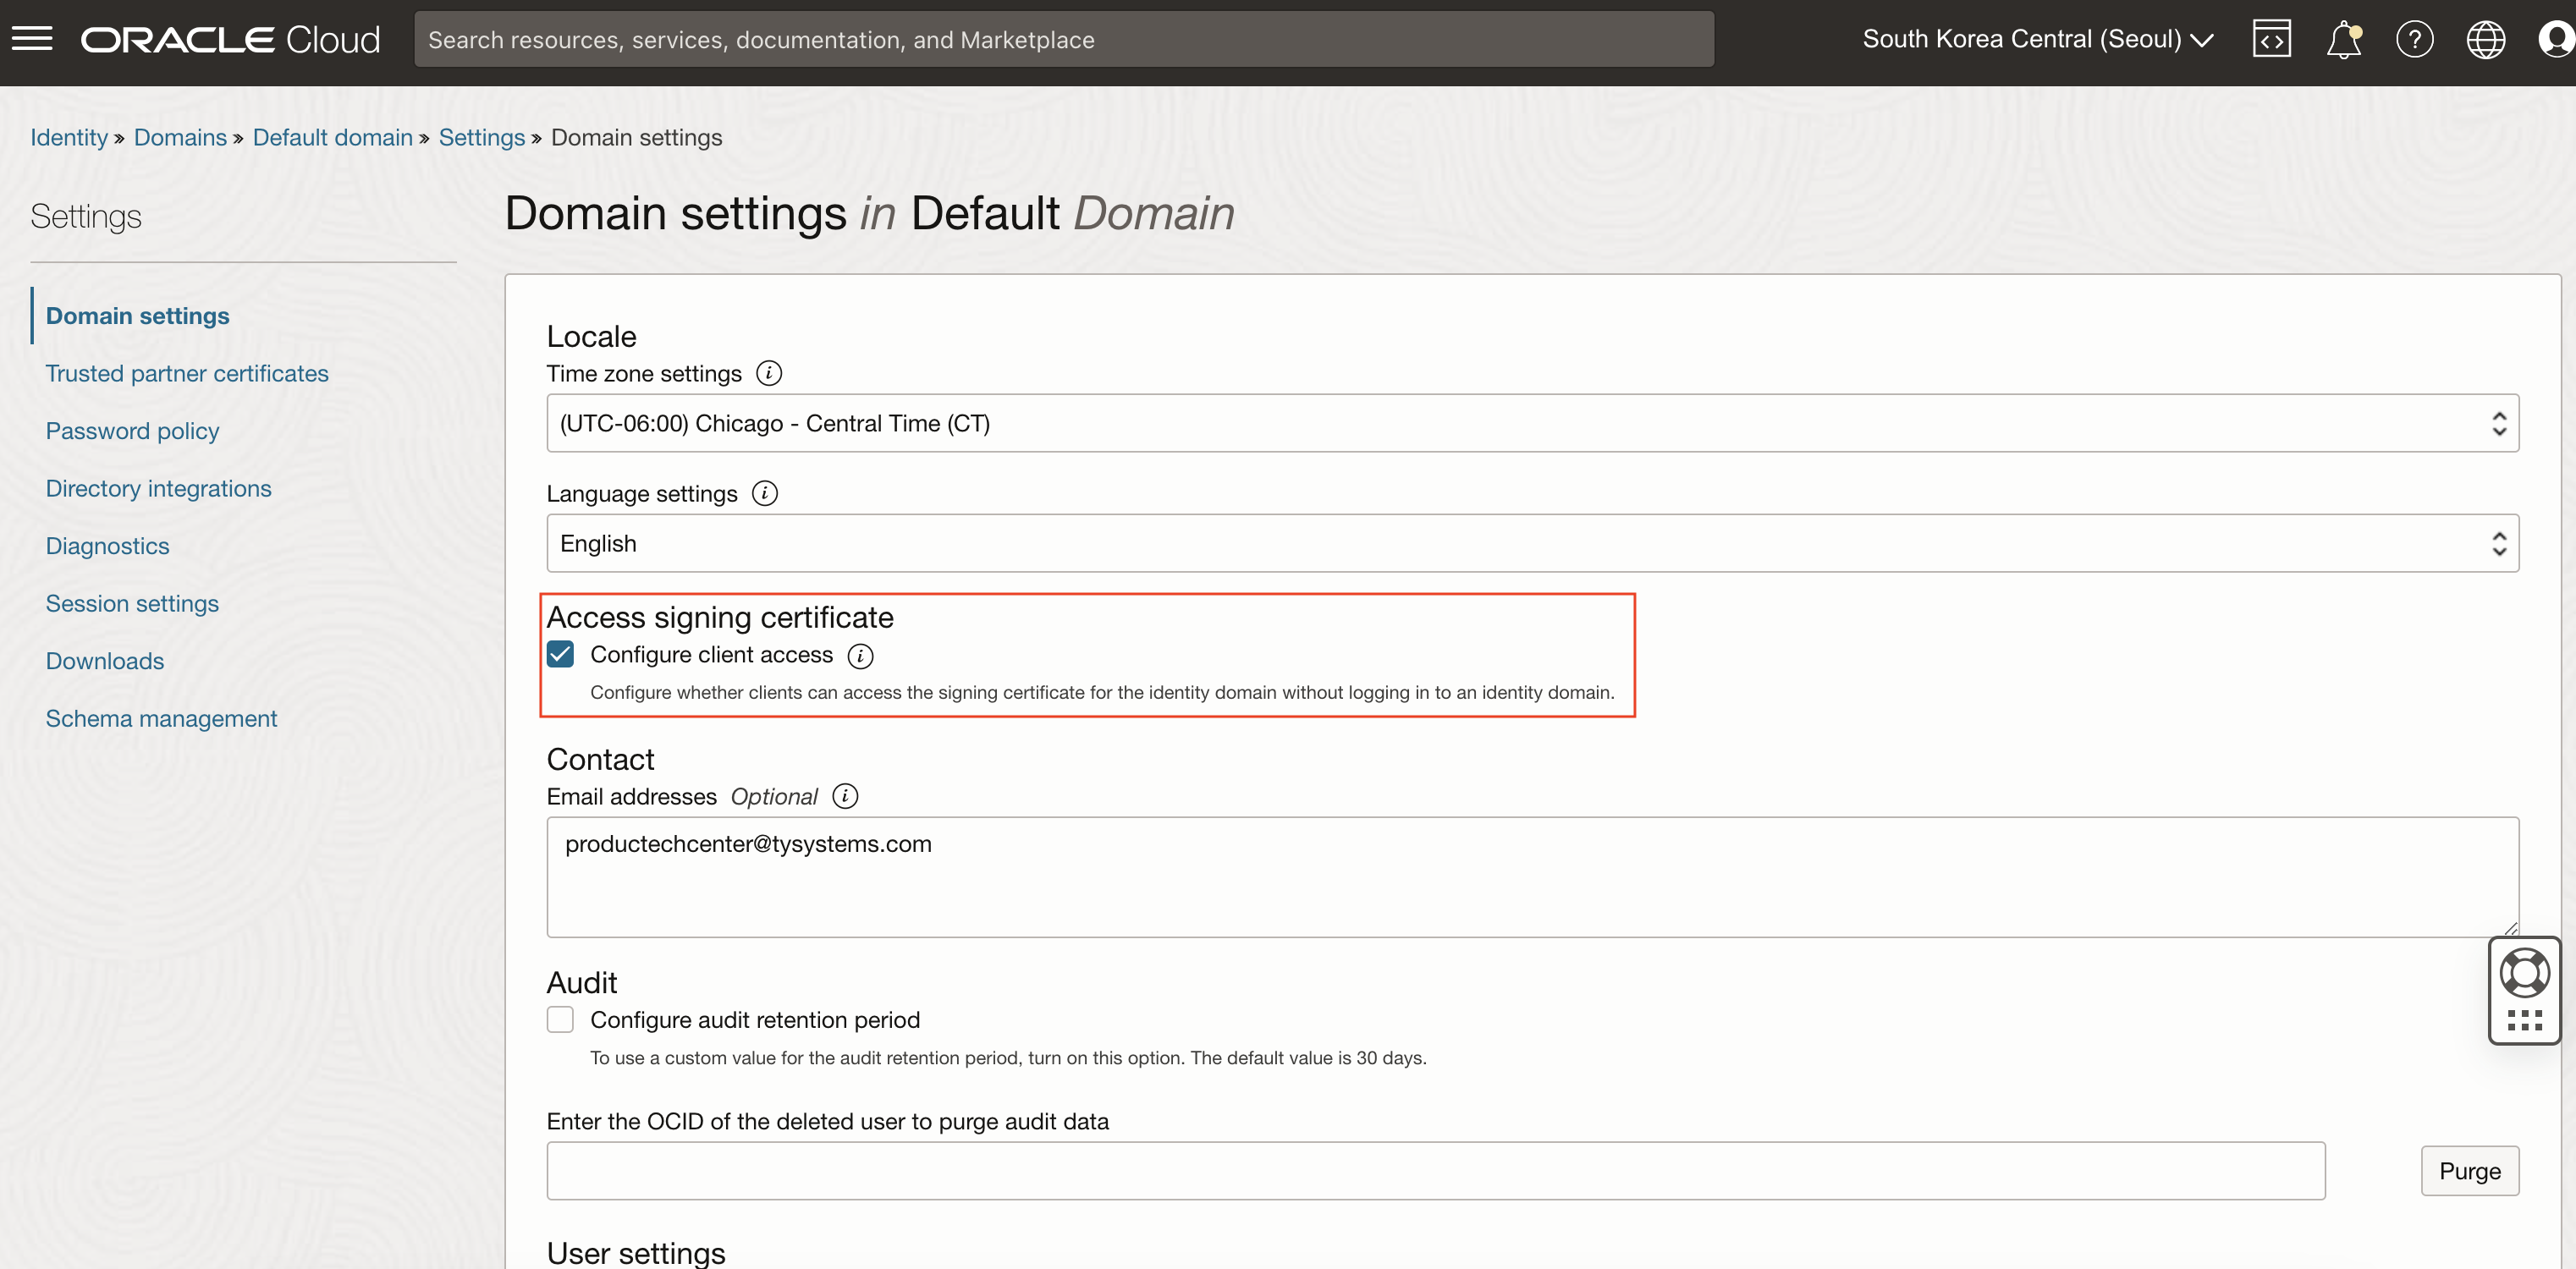 ORACLE Cloud
Search resources, services, documentation, and Marketplace
South Korea Central (Seoul)
Identity » Domains » Default domain » Settings » Domain settings
Settings
Domain settings
Trusted partner certificates
Password policy
Directory integrations
Diagnostics
Session settings
Downloads
Schema management
Domain settings in Default Domain
Locale
Time zone settings
(UTC-06:00) Chicago - Central Time (CT)
Language settings
English
Access signing certificate
Configure client access
Configure whether clients can access the signing certificate for the identity domain without logging in to an identity domain.
Contact
Email addresses Optional
productechcenter@tysystems.com
Audit
Configure audit retention period
To use a custom value for the audit retention period, turn on this option. The default value is 30 days.
Enter the OCID of the deleted user to purge audit data
Purge
User settings